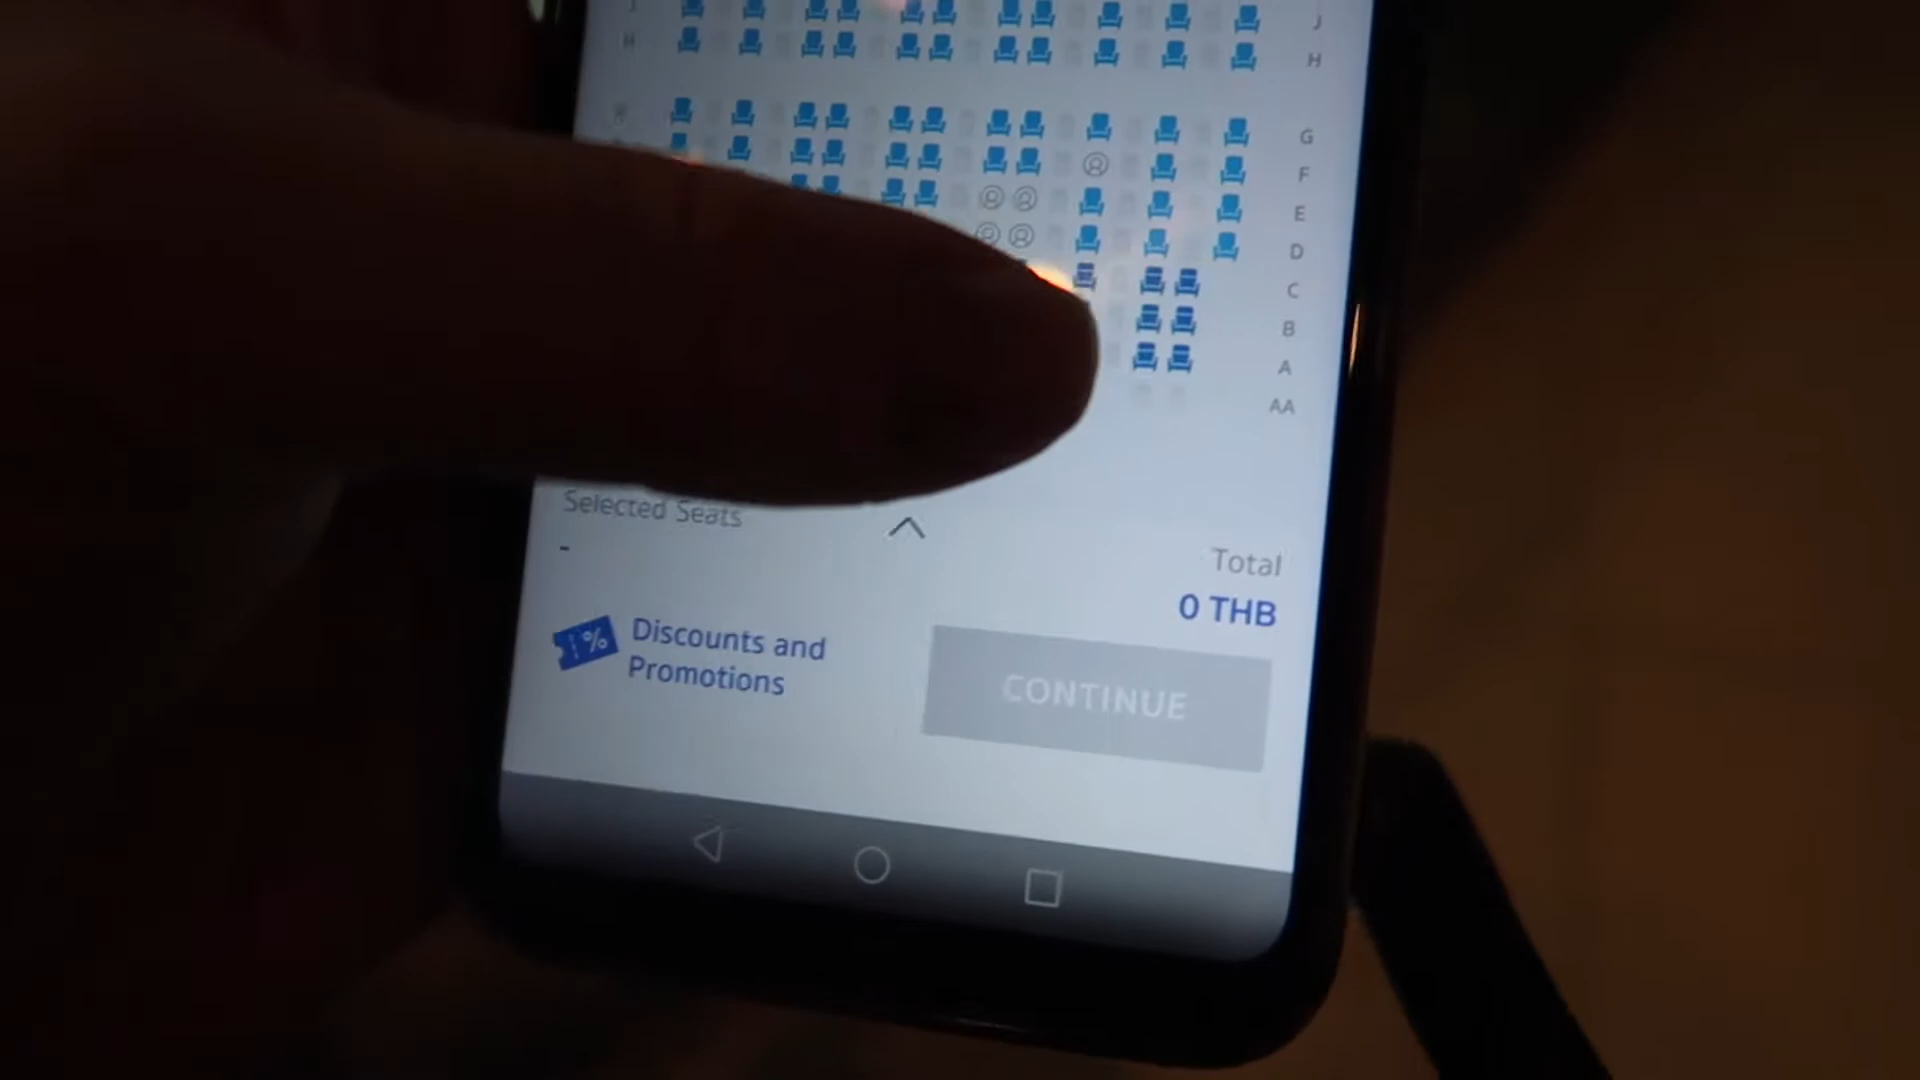 J
H H
G
F
E
D
C
B
A
AA
Selected Seats
-
Total
0 THB
%
Discounts and
Promotions
CONTINUE